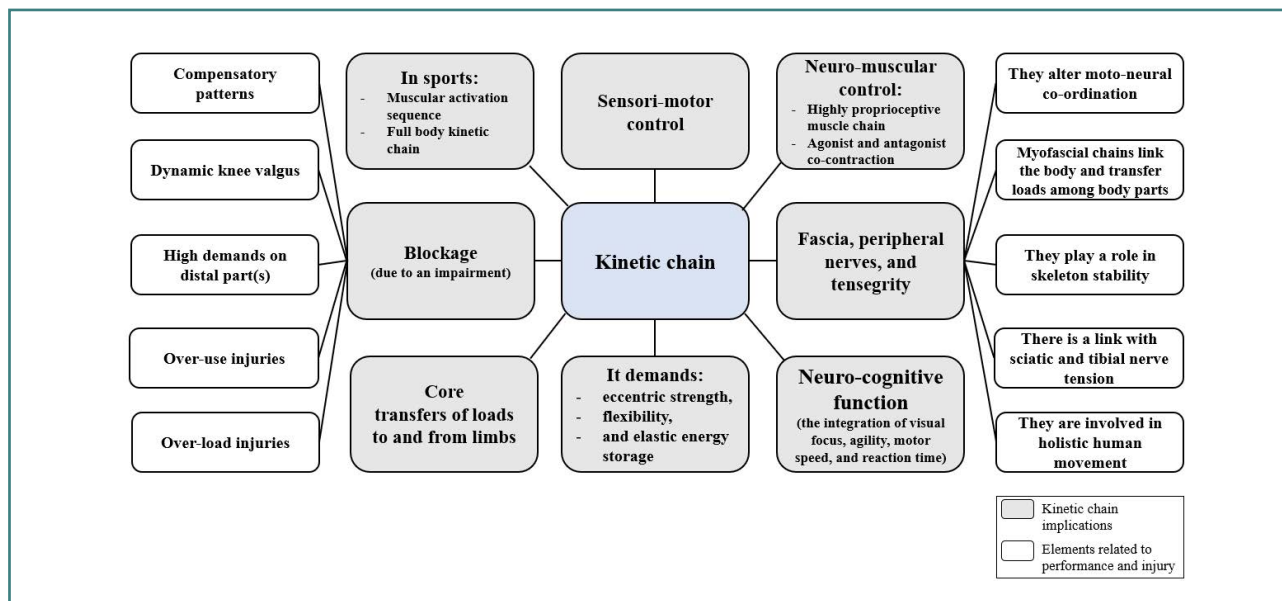 Compensatory
patterns
Dynamic knee valgus
High demands on
distal part(s)
Over-use injuries
Over-load injuries
In sports:
- Muscular activation
sequence
- Full body kinetic
chain
Sensori-motor
control
Neuro-muscular
control:
- Highly proprioceptive
muscle chain
- Agonist and antagonist
co-contraction
Blockage
(due to an impairment)
Kinetic chain
Fascia, peripheral
nerves, and
tensegrity
Core
transfers of loads
to and from limbs
It demands:
- eccentric strength,
- flexibility,
- and elastic energy
storage
Neuro-cognitive
function
(the integration of visual
focus, agility, motor
speed, and reaction time)
They alter moto-neural
co-ordination
Myofascial chains link
the body and transfer
loads among body parts
They play a role in
skeleton stability
There is a link with
sciatic and tibial nerve
tension
They are involved in
holistic human
movement
Kinetic chain
implications
Elements related to
performance and injury